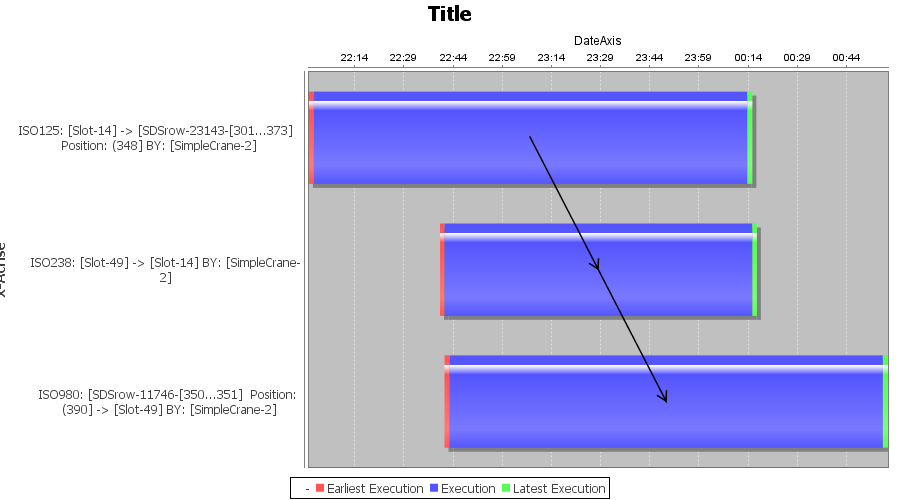 Title
DateAxis
22:14 22:29 22:44 22:59 23:14 23:29 23:44 23:59 00:14 00:29 00:44
ISO125: [Slot-14] -> [SDSrow-23143-[301...373]
Position: (348] BY: [SimpleCrane-2]
ISO238: [Slot-49] -> [Slot-14] BY: [SimpleCrane-
2]
ISO980: [SDSrow-11746-[350...351] Position:
(390] -> [Slot-49] BY: [SimpleCrane-2]
- Earliest Execution Execution Latest Execution